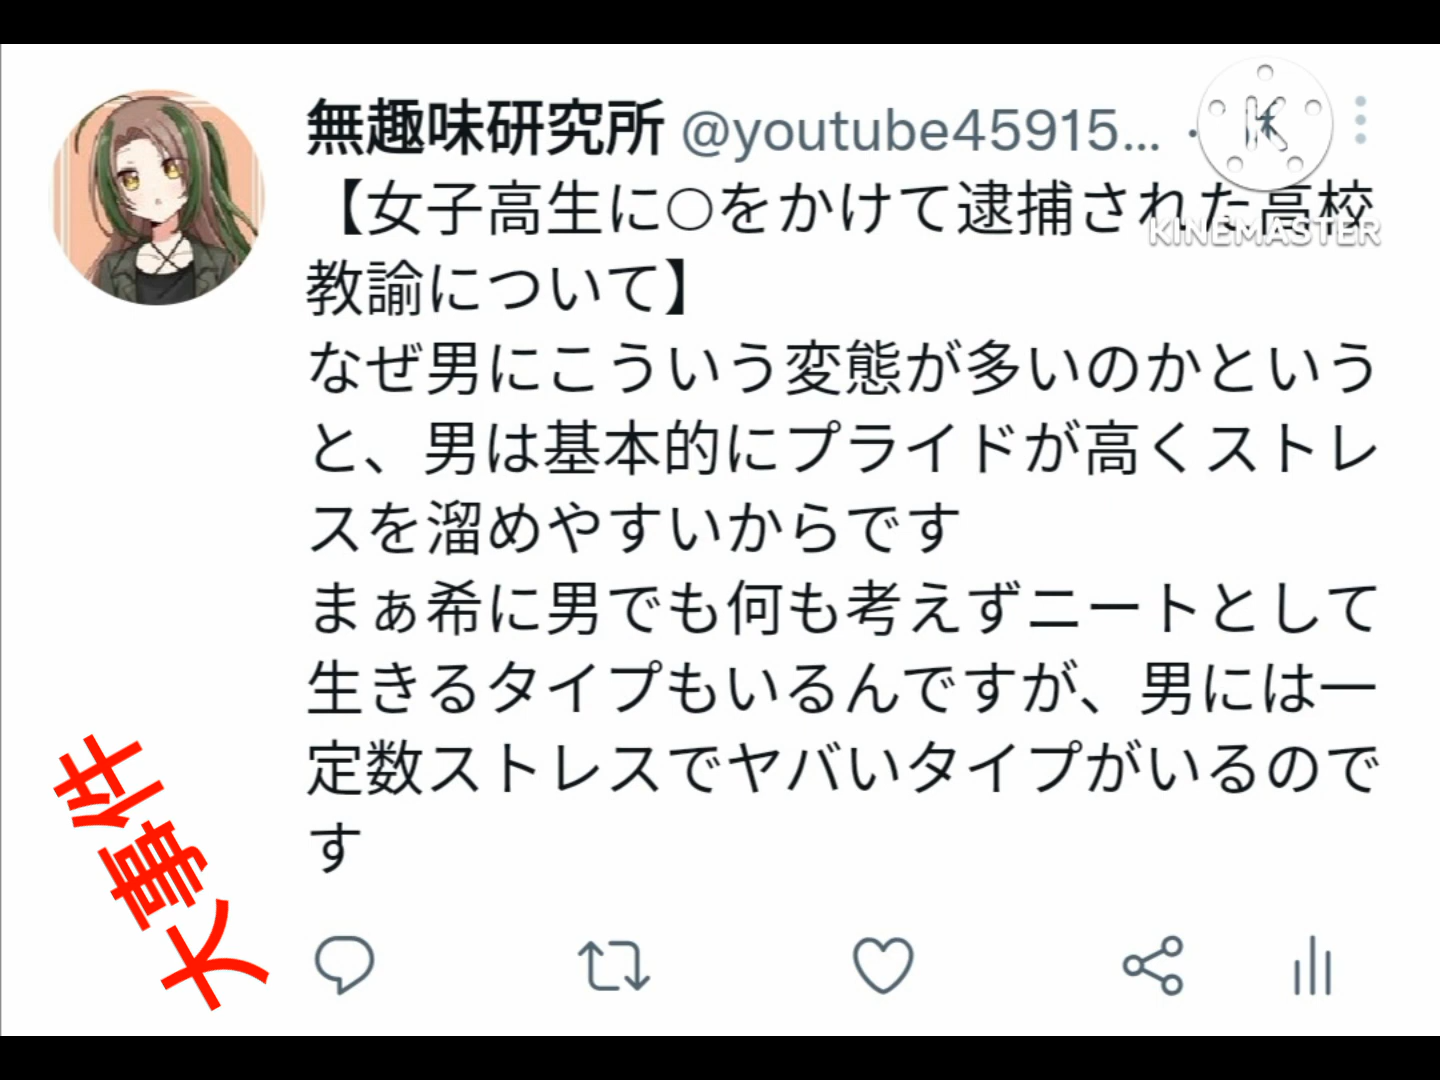 無趣味研究所 @youtube45915... ·
【女子高生に○をかけて逮捕された高校
教諭について】
なぜ男にこういう変態が多いのかという
と、男は基本的にプライドが高くストレ
スを溜めやすいからです
まぁ希に男でも何も考えずニートとして
生きるタイプもいるんですが、男には一
定数ストレスでヤバいタイプがいるので
す
大事件
K
KINEMASTER